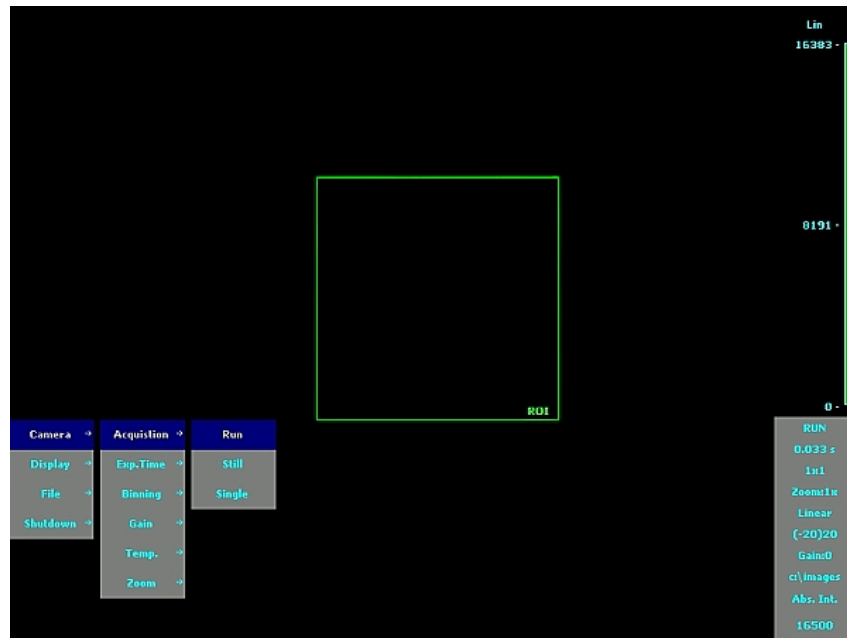 Lin
16383 -
8191 -
0 -
ROI
Camera →
Display →
File →
Shutdown →
Acquistion →
Exp.Time →
Binning →
Gain →
Temp. →
Zoom →
Run
Still
Single
RUN
0.033 s
1x1
Zoom:1x
Linear
(-20)20
Gain:0
c:\images
Abs. Int.
16500